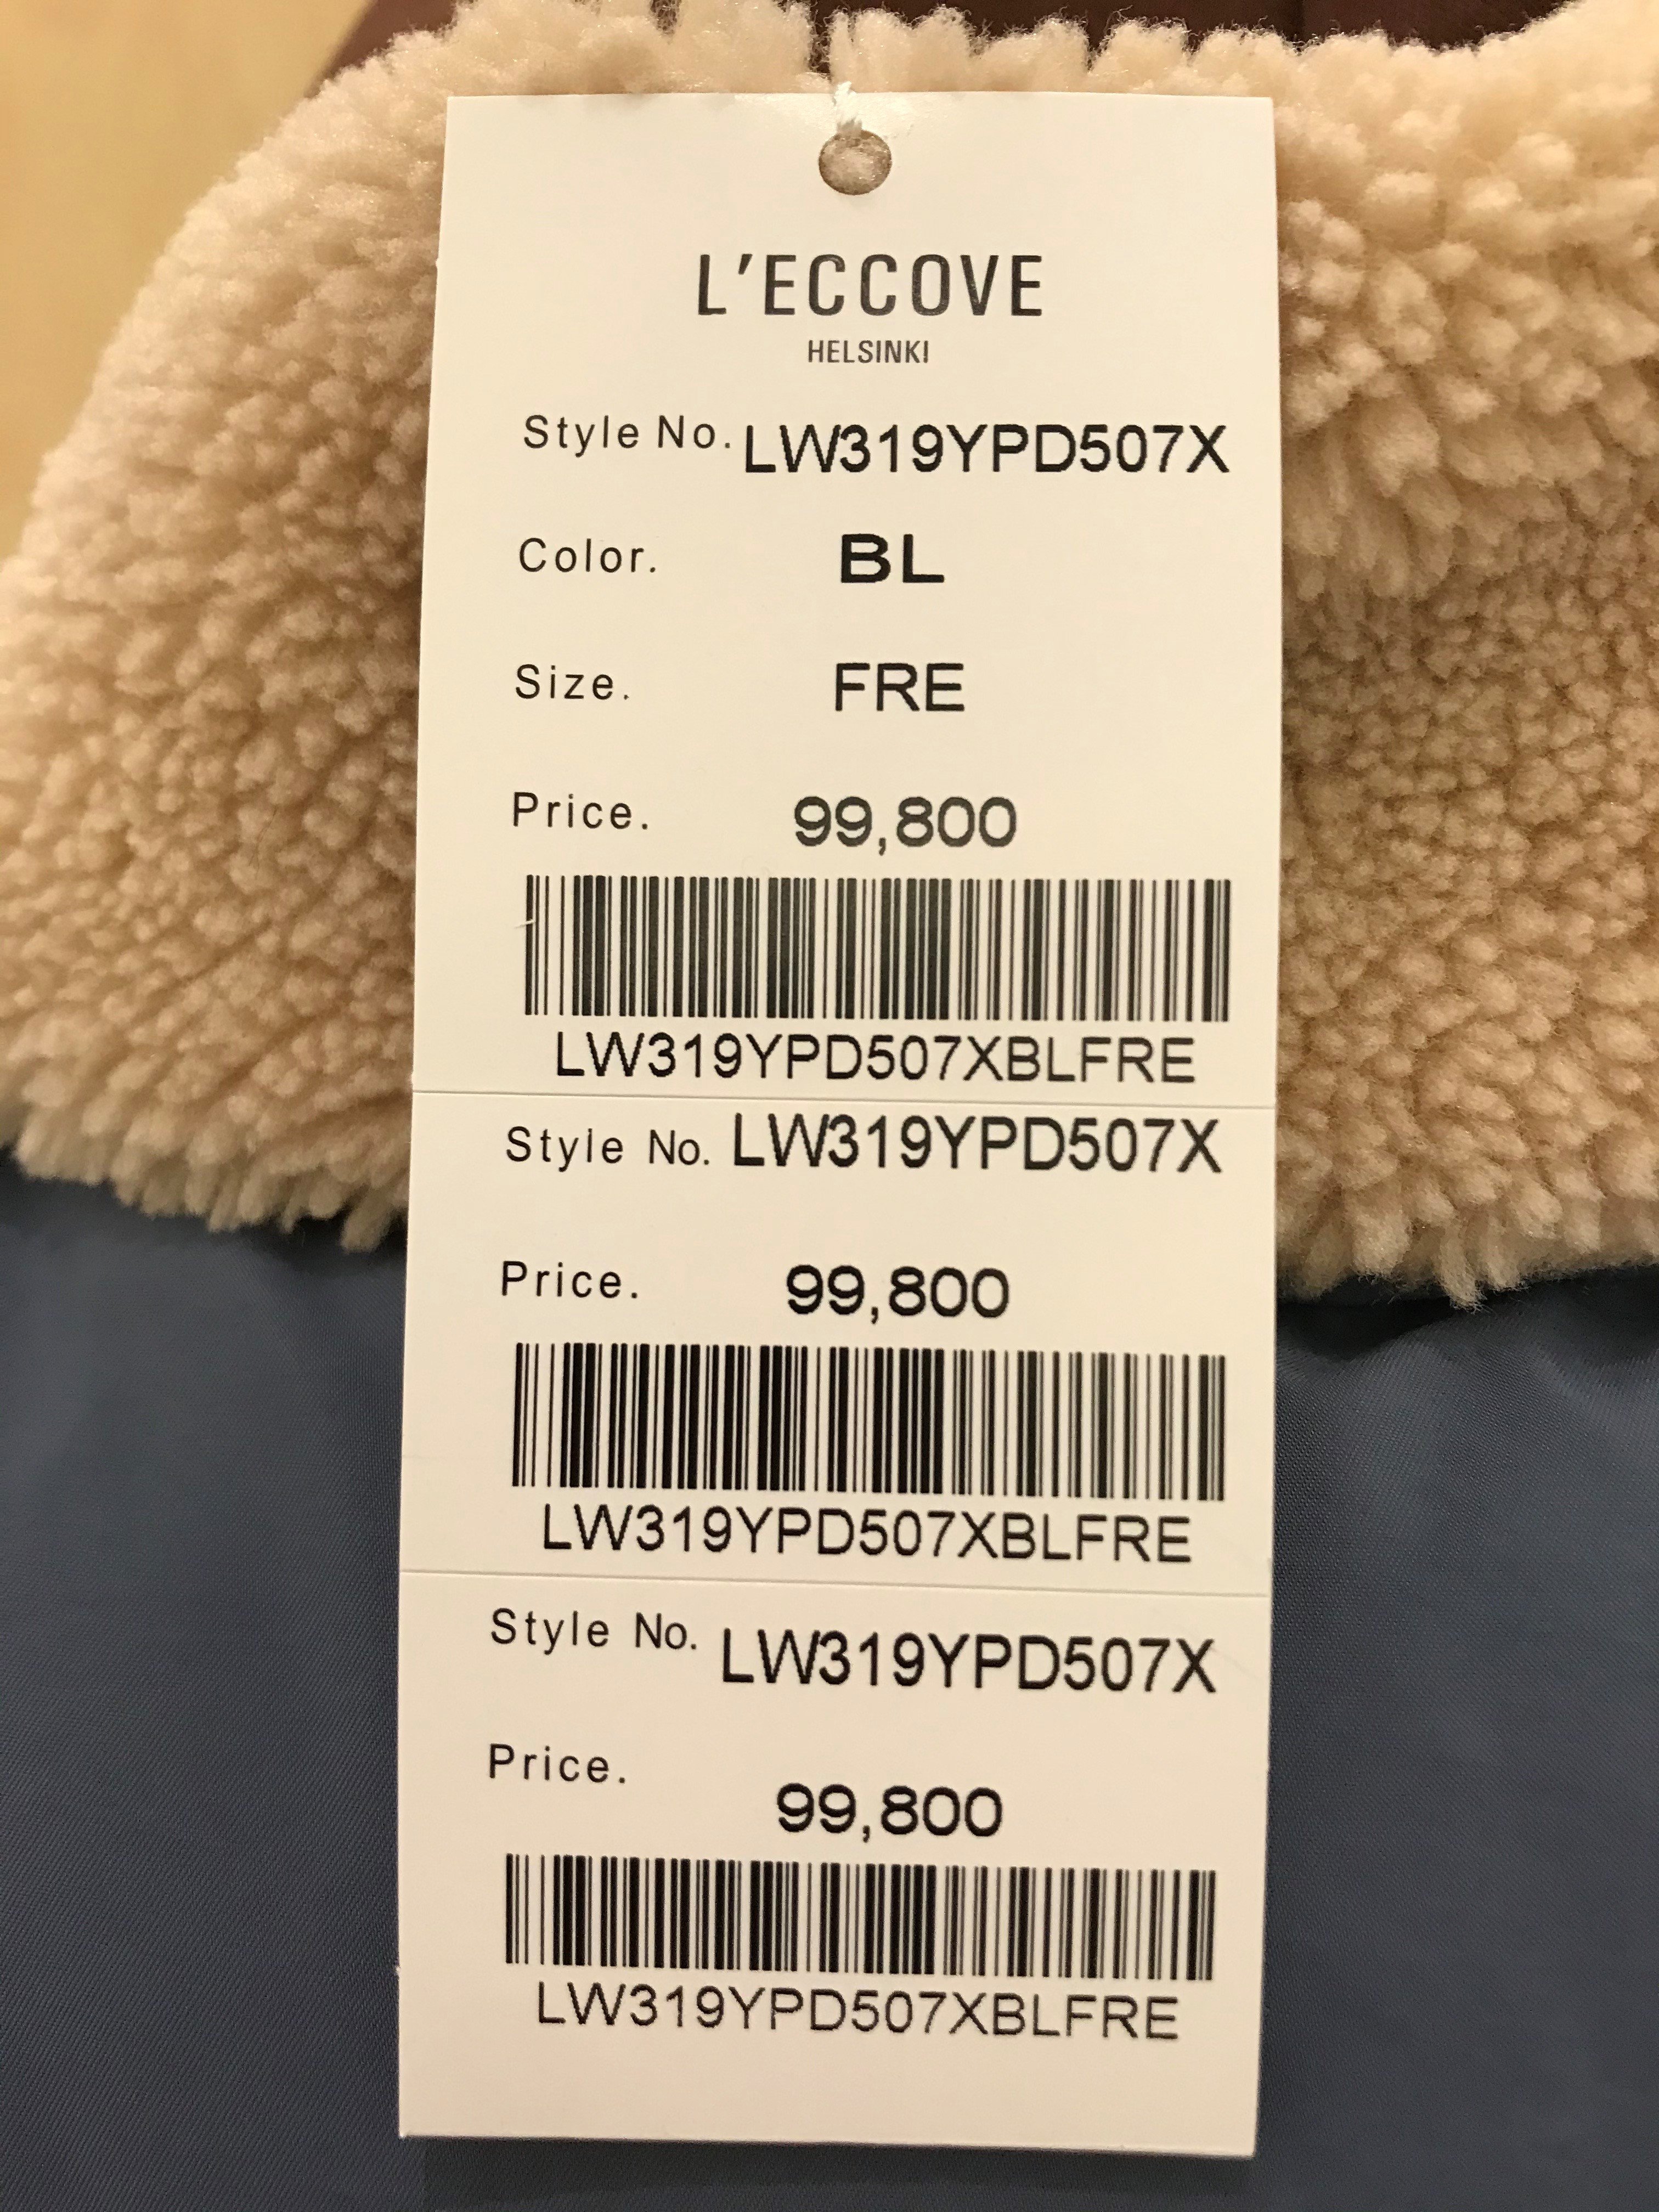 L'ECCOVE
HELSINKI
Style No. LW319YPD507X
Color. BL
Size. FRE
Price. 99,800
LW319YPD507XBLFRE
Style No. LW319YPD507X
Price. 99,800
LW319YPD507XBLFRE
Style No. LW319YPD507X
Price. 99,800
LW319YPD507XBLFRE